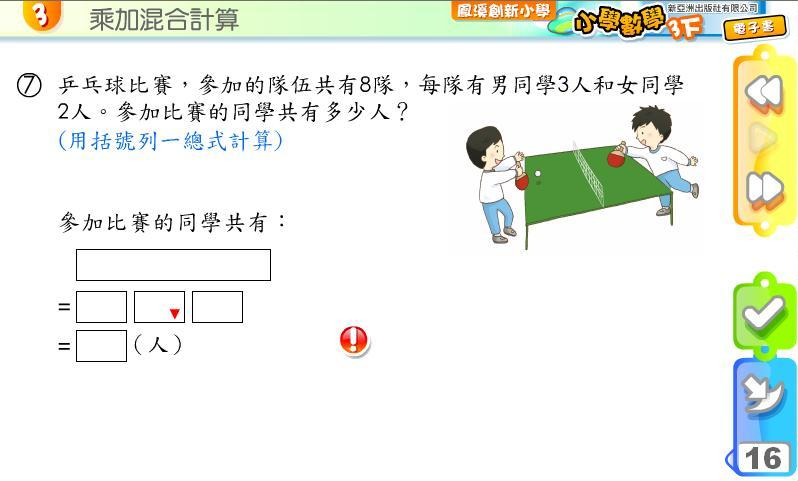 3 乘加混合計算
鳳溪創新小學
小學數學 3下
新亞洲出版社有限公司
電子書
⑦ 乒乓球比賽，參加的隊伍共有8隊，每隊有男同學3人和女同學
2人。參加比賽的同學共有多少人？
(用括號列一總式計算)
參加比賽的同學共有：
=
= （人）
16